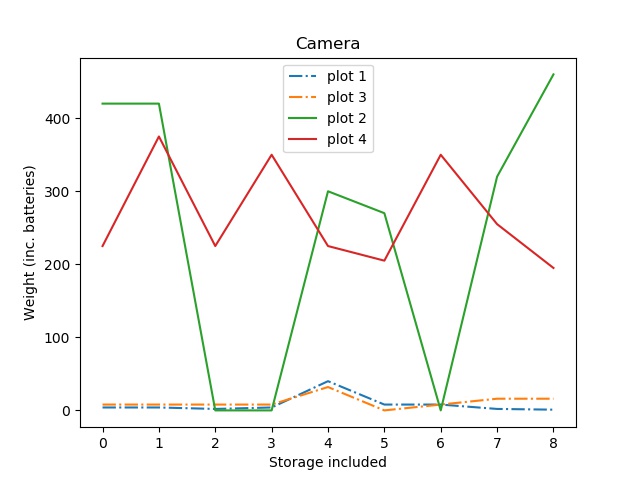 Camera
plot 1
plot 3
plot 2
plot 4
Weight (inc. batteries)
400
300
200
100
0
0 1 2 3 4 5 6 7 8
Storage included